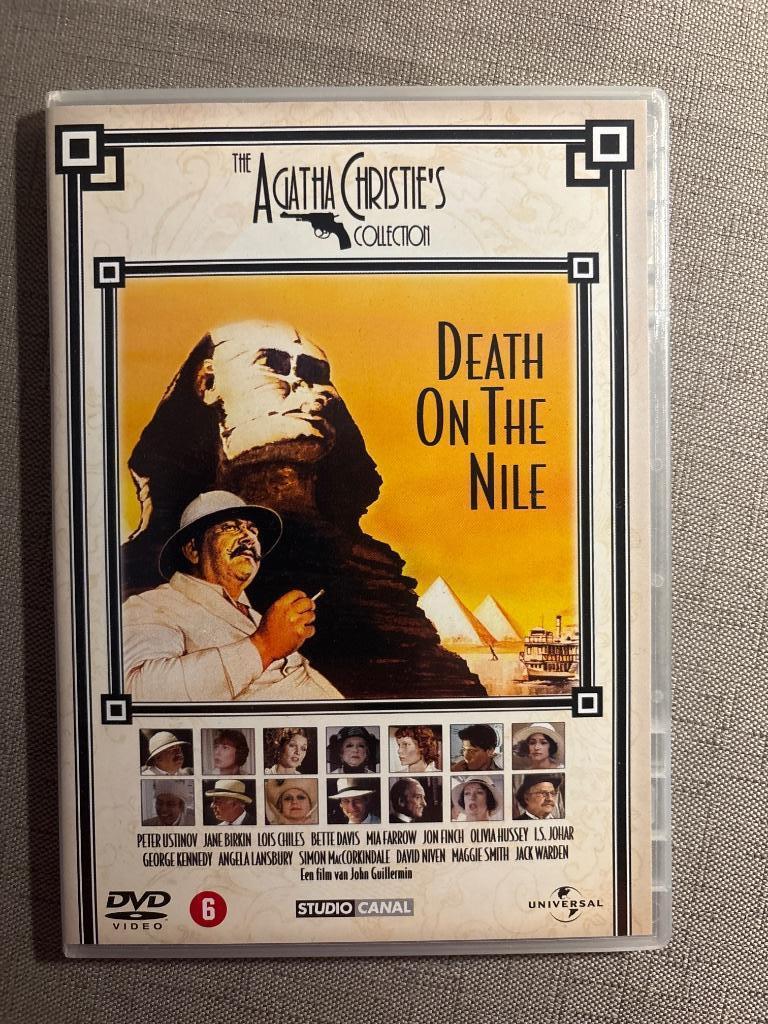 THE AGATHA CHRISTIE'S
COLLECTION
DEATH
ON THE
NILE
PETER USTINOV JANE BIRKIN LOIS CHILES BETTE DAVIS MIA FARROW JON FINCH OLIVIA HUSSEY I.S. JOHAR
GEORGE KENNEDY ANGELA LANSBURY SIMON MACCORKINDALE DAVID NIVEN MAGGIE SMITH JACK WARDEN
Een film van John Guillermin
DVD
VIDEO
6
STUDIO CANAL
UNIVERSAL